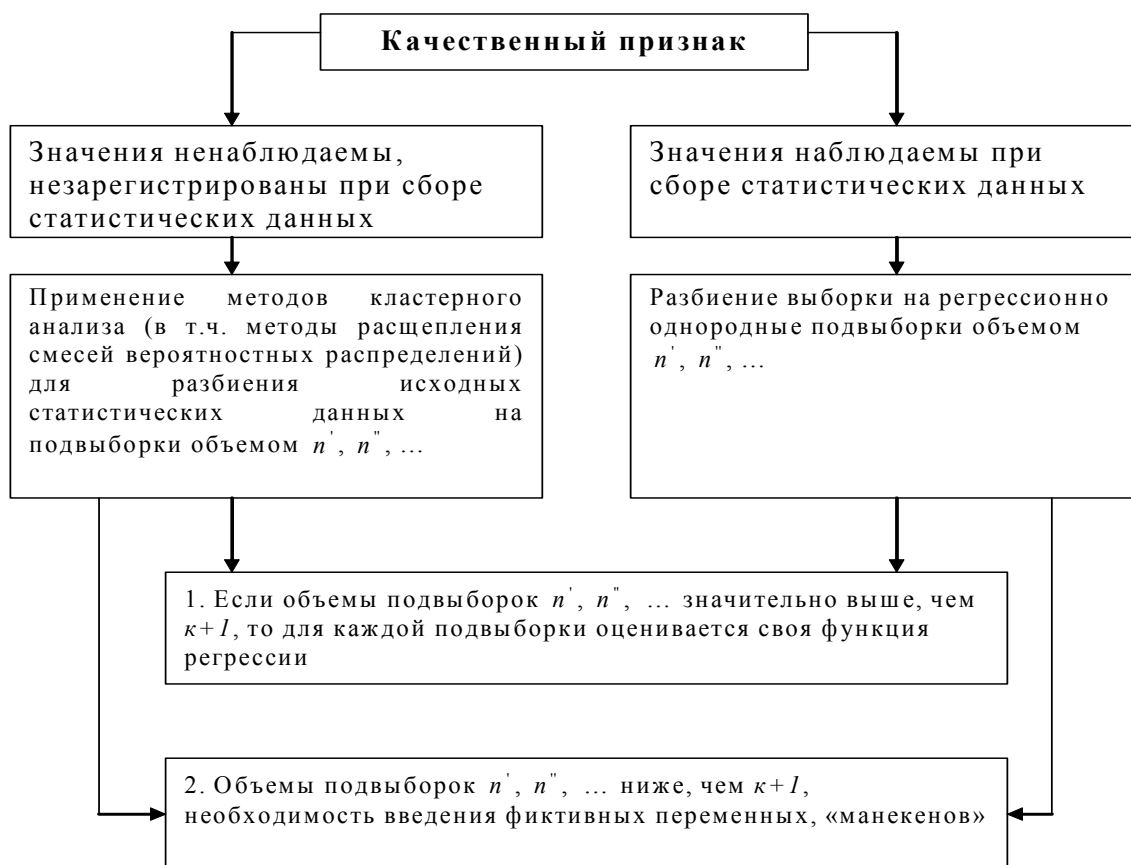 Качественный признак
Значения ненаблюдаемы,
незарегистрированы при сборе
статистических данных
Значения наблюдаемы при
сборе статистических данных
Применение методов кластерного
анализа (в т.ч. методы расщепления
смесей вероятностных распределений)
для разбиения исходных
статистических данных на
подвыборки объемом n', n", ...
Разбиение выборки на регрессионно
однородные подвыборки объемом
n', n", ...
1. Если объемы подвыборок n', n", ... значительно выше, чем
к+1, то для каждой подвыборки оценивается своя функция
регрессии
2. Объемы подвыборок n', n", ... ниже, чем к+1,
необходимость введения фиктивных переменных, «манекенов»